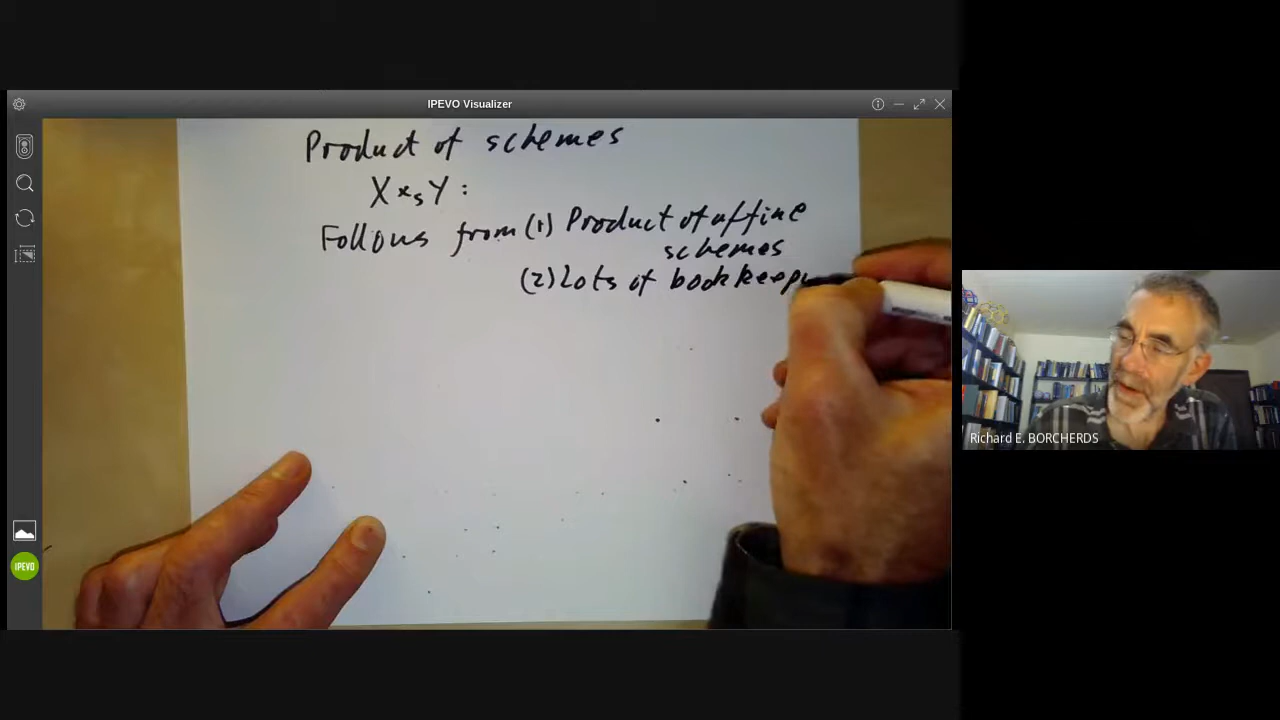 IPEVO Visualizer
Product of schemes
X ×ₛ Y :
Follows from (1) Product of affine
schemes
(2) Lots of bookkeep
Richard E. BORCHERDS
IPEVO